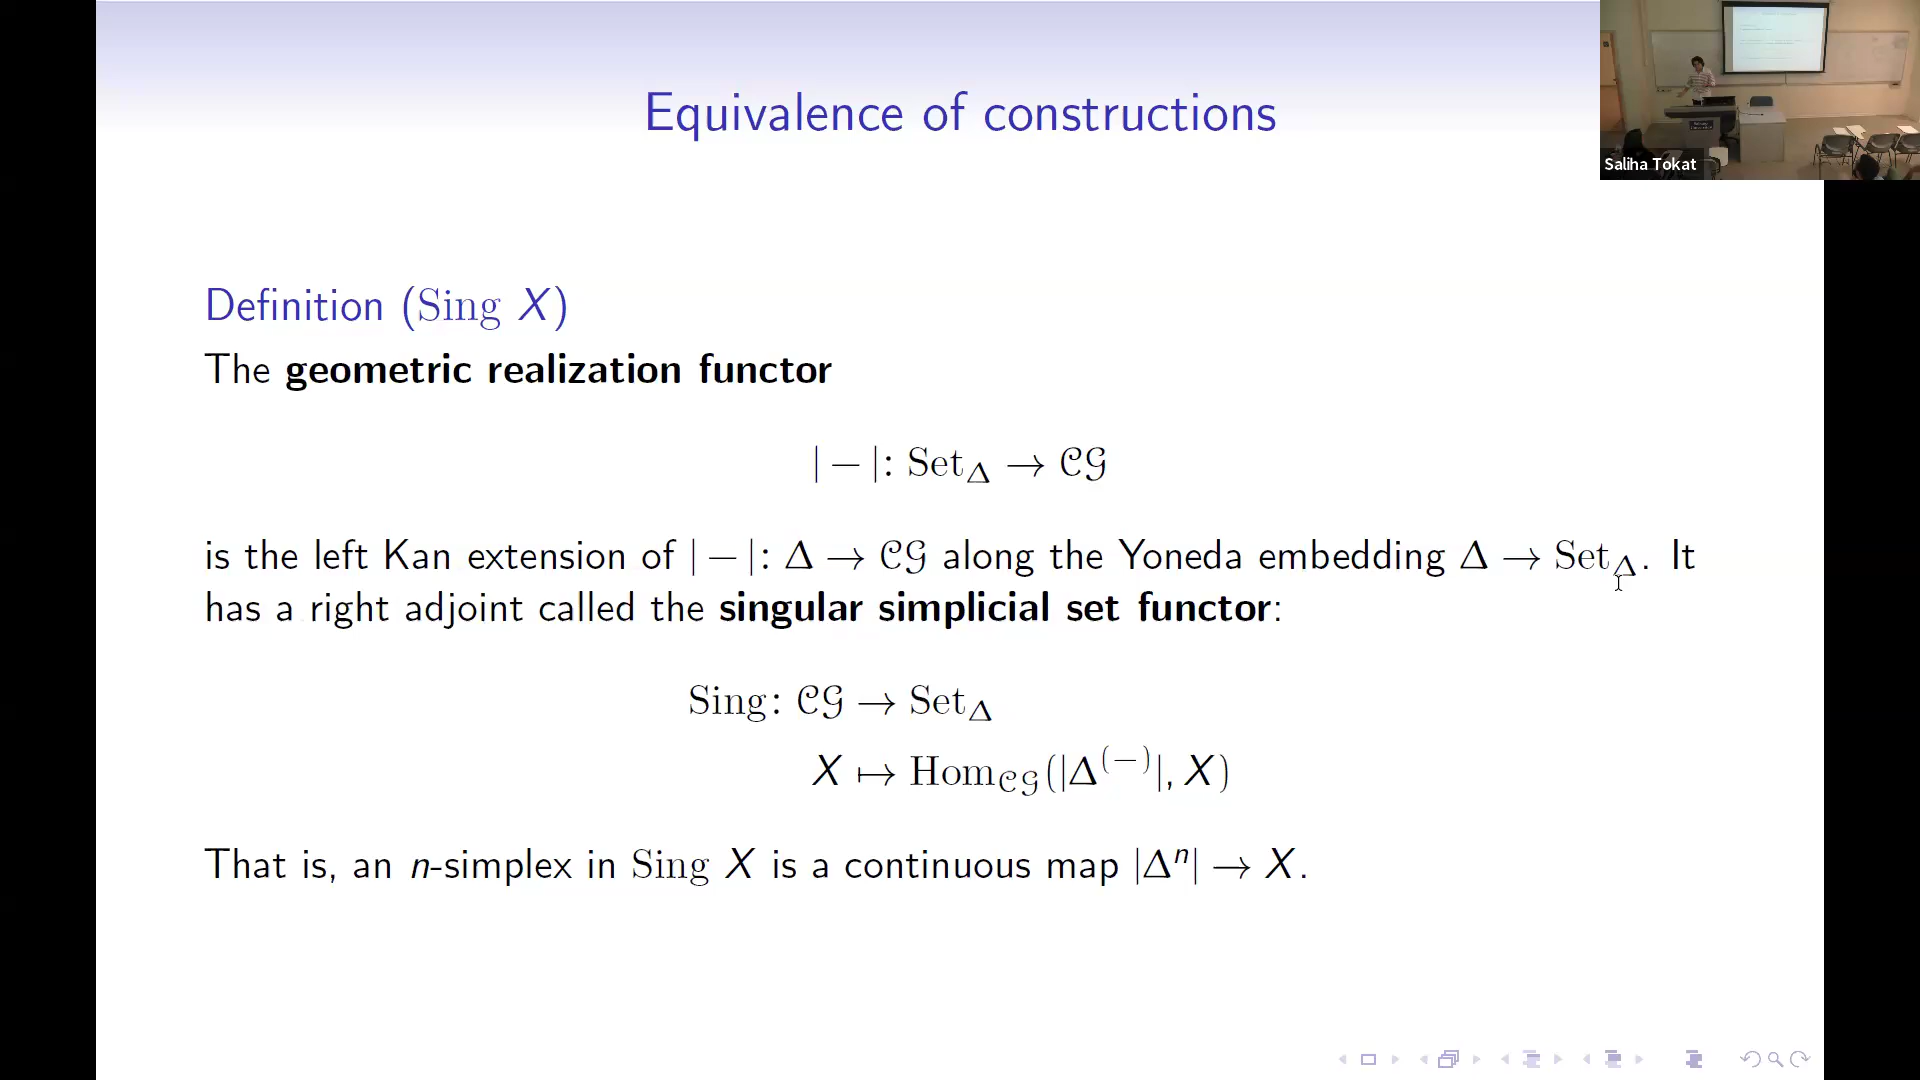 Equivalence of constructions
Saliha Tokat
Definition (Sing X)
The geometric realization functor
| − |: Set_Δ → 𝒞𝒢
is the left Kan extension of | − |: Δ → 𝒞𝒢 along the Yoneda embedding Δ → Set_Δ. It
has a right adjoint called the singular simplicial set functor:
Sing: 𝒞𝒢 → Set_Δ
X ↦ Hom_𝒞𝒢(|Δ^(−)|, X)
That is, an n-simplex in Sing X is a continuous map |Δ^n| → X.